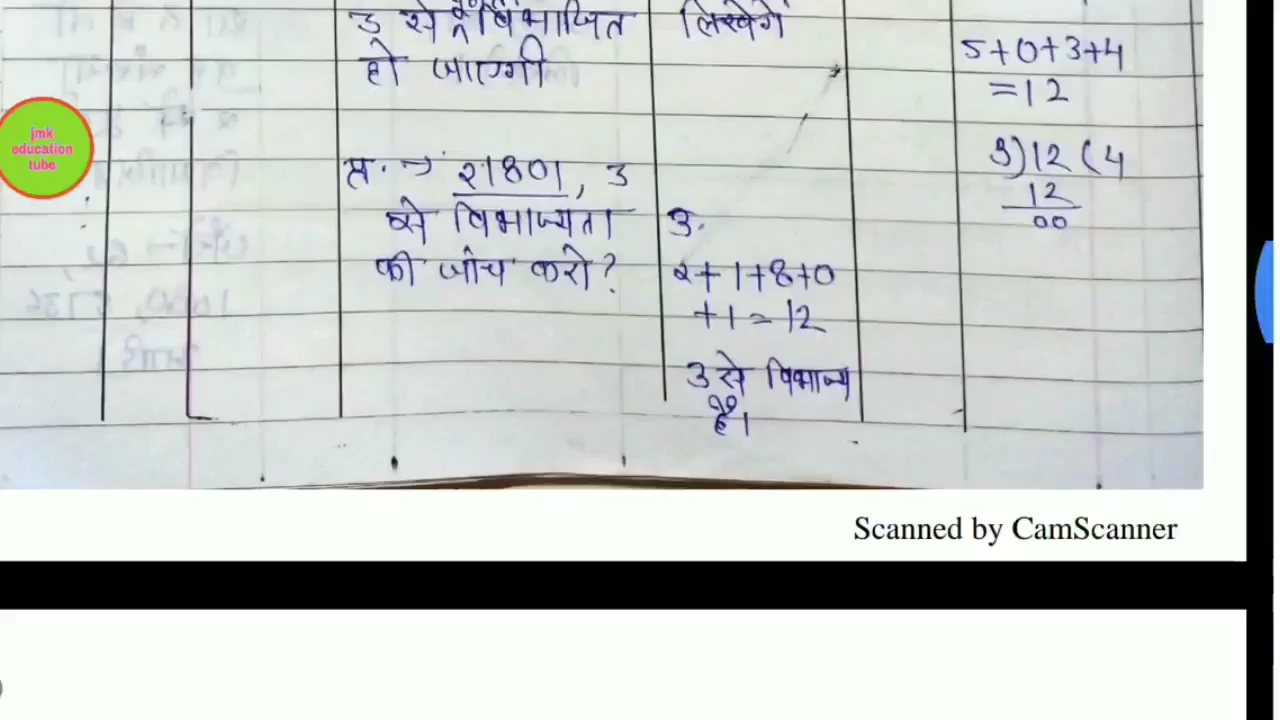 3 से विभाजित
हो जाएगी
लिखेंगे
5+0+3+4
=12
3)12(4
12
00
jmk
education
tube
प्र. → 21801, 3
से विभाज्यता
की जांच करो?
उ.
2+1+8+0
+1=12
3 से विभाज्य
है।
Scanned by CamScanner